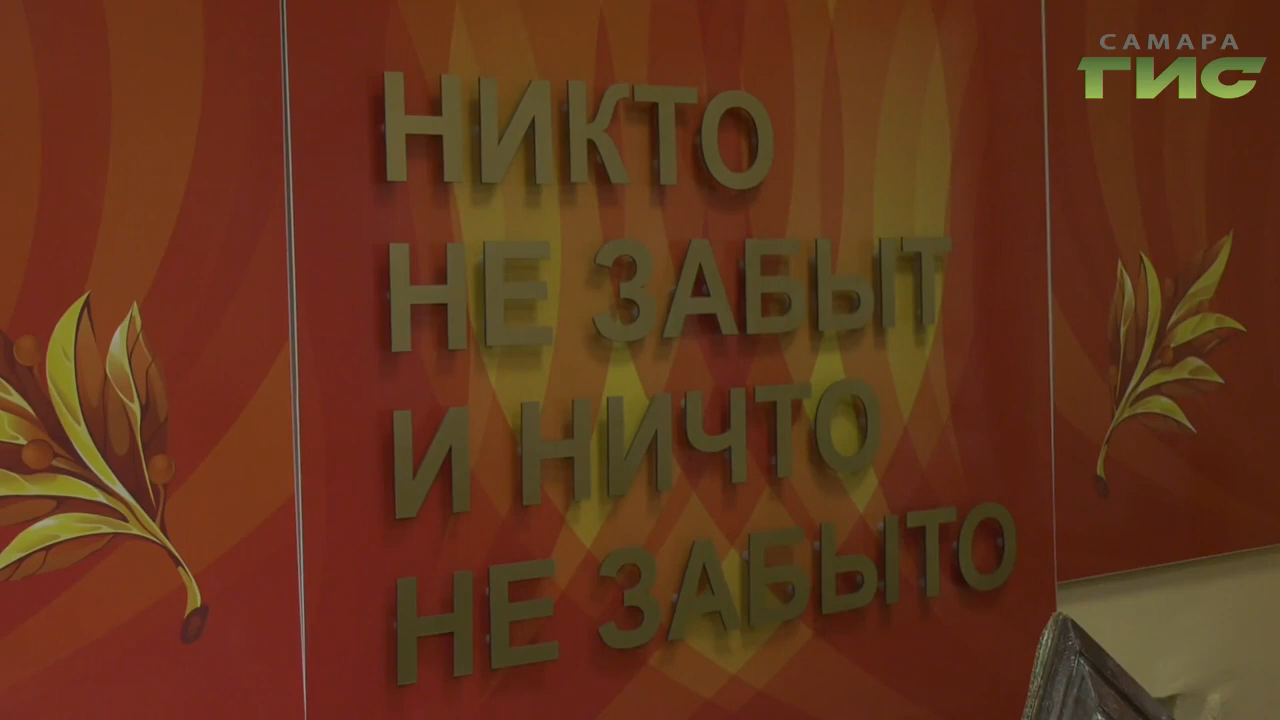 САМАРА
ГИС
НИКТО
НЕ ЗАБЫТ
И НИЧТО
НЕ ЗАБЫТО